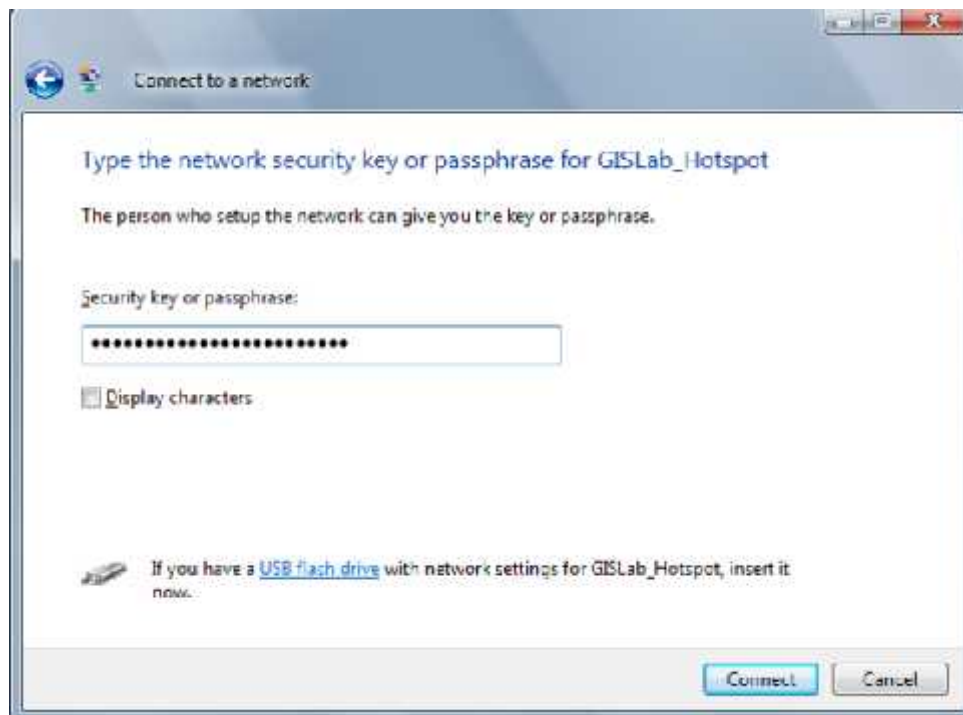 Connect to a network
Type the network security key or passphrase for GISLab_Hotspot
The person who setup the network can give you the key or passphrase.
Security key or passphrase:
••••••••••••••••••••••••
Display characters
If you have a USB flash drive with network settings for GISLab_Hotspot, insert it
now.
Connect Cancel